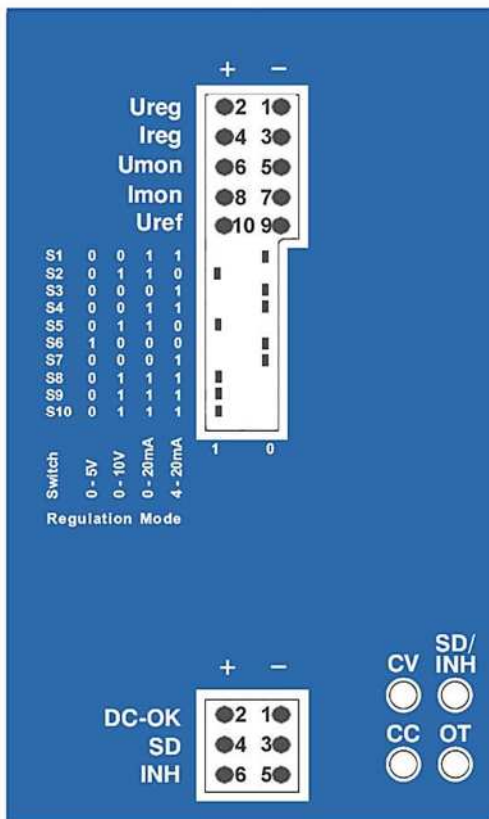 + −
Ureg 2 1
Ireg 4 3
Umon 6 5
Imon 8 7
Uref 10 9
S1 0 0 1 1
S2 0 1 1 0
S3 0 0 0 1
S4 0 0 1 1
S5 0 1 1 0
S6 1 0 0 0
S7 0 0 0 1
S8 0 1 1 1
S9 0 1 1 1
S10 0 1 1 1
1 0
Switch 0 - 5V 0 - 10V 0 - 20mA 4 - 20mA
Regulation Mode
+ −
DC-OK 2 1
SD 4 3
INH 6 5
CV SD/
INH
CC OT